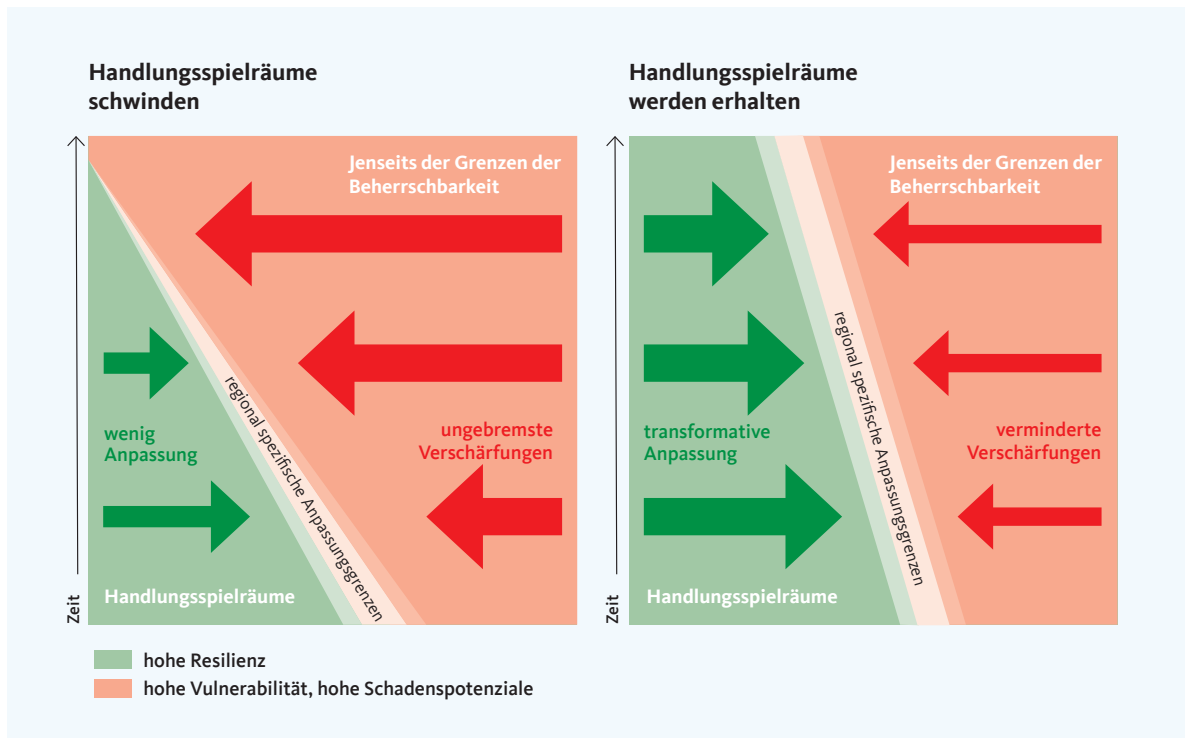 Handlungsspielräume
schwinden
Zeit
Jenseits der Grenzen der
Beherrschbarkeit
regional spezifische Anpassungsgrenzen
wenig
Anpassung
ungebremste
Verschärfungen
Handlungsspielräume
Handlungsspielräume
werden erhalten
Zeit
Jenseits der Grenzen der
Beherrschbarkeit
regional spezifische Anpassungsgrenzen
transformative
Anpassung
verminderte
Verschärfungen
Handlungsspielräume
hohe Resilienz
hohe Vulnerabilität, hohe Schadenspotenziale